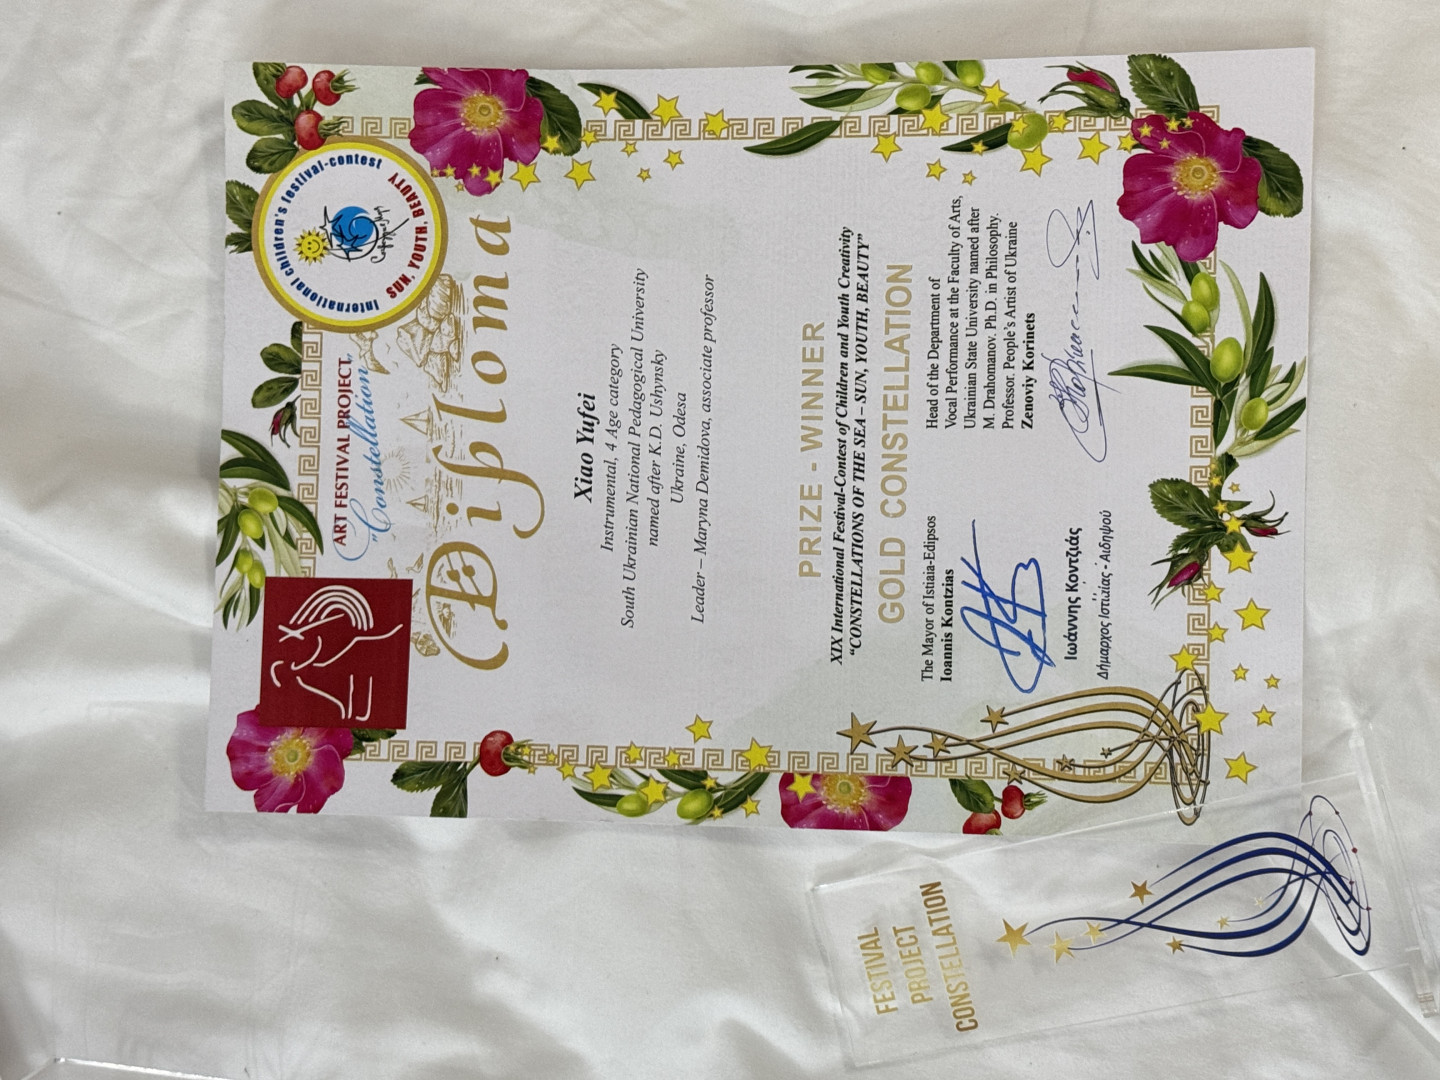 International children's festival-contest
SUN, YOUTH, BEAUTY
ART FESTIVAL PROJECT
"Constellation"
Diploma
Xiao Yufei
Instrumental, 4 Age category
South Ukrainian National Pedagogical University
named after K.D. Ushynsky
Ukraine, Odesa
Leader – Maryna Demidova, associate professor
PRIZE - WINNER
XIX International Festival-Contest of Children and Youth Creativity
“CONSTELLATIONS OF THE SEA – SUN, YOUTH, BEAUTY”
GOLD CONSTELLATION
The Mayor of Istiaia-Edipsos
Ioannis Kontzias
Ιωάννης Κοντζιάς
Δήμαρχος Ιστιαίας - Αιδηψού
Head of the Department of
Vocal Performance at the Faculty of Arts,
Ukrainian State University named after
M. Drahomanov. Ph.D. in Philosophy.
Professor. People's Artist of Ukraine
Zenoviy Korinets
FESTIVAL
PROJECT
CONSTELLATION